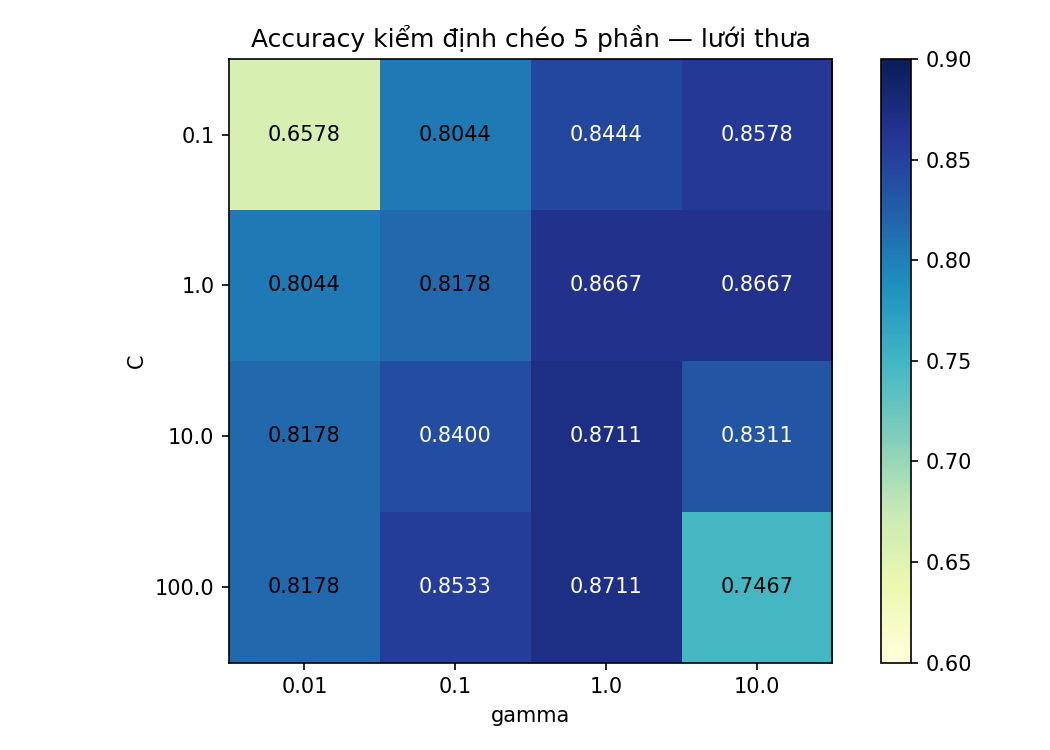 Accuracy kiểm định chéo 5 phần — lưới thưa
0.90
0.1 0.6578 0.8044 0.8444 0.8578
0.85
0.80
1.0 0.8044 0.8178 0.8667 0.8667
C
0.75
10.0 0.8178 0.8400 0.8711 0.8311
0.70
0.65
100.0 0.8178 0.8533 0.8711 0.7467
0.60
0.01 0.1 1.0 10.0
gamma